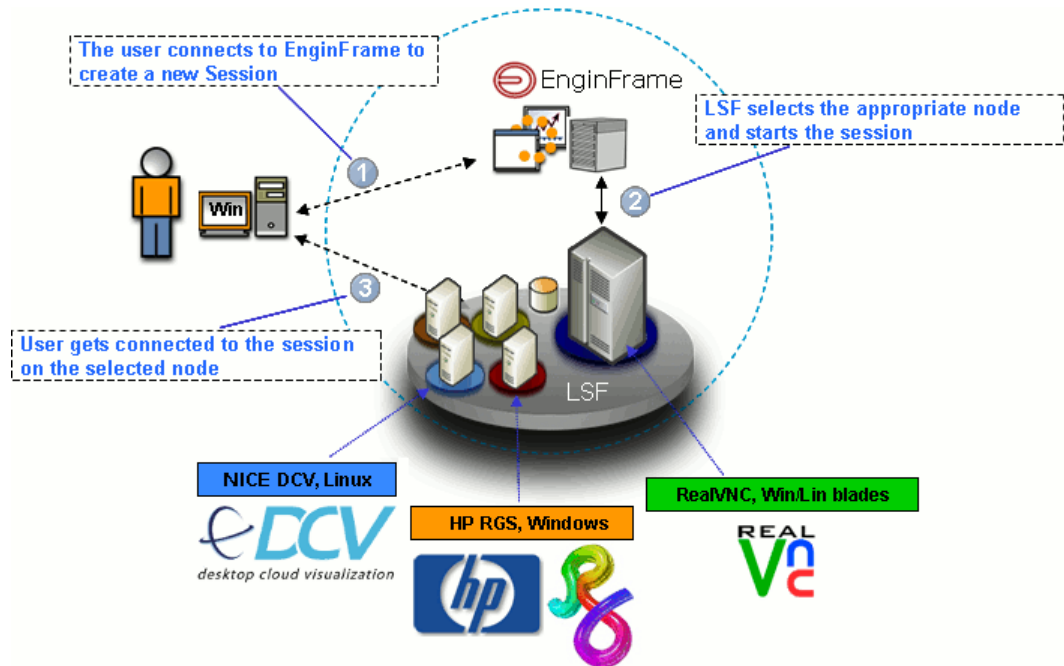 The user connects to EnginFrame to
create a new Session
EnginFrame
LSF selects the appropriate node
and starts the session
1
2
Win
3
User gets connected to the session
on the selected node
LSF
NICE DCV, Linux
RealVNC, Win/Lin blades
HP RGS, Windows
eDCV
desktop cloud visualization
REAL
Vnc
hp